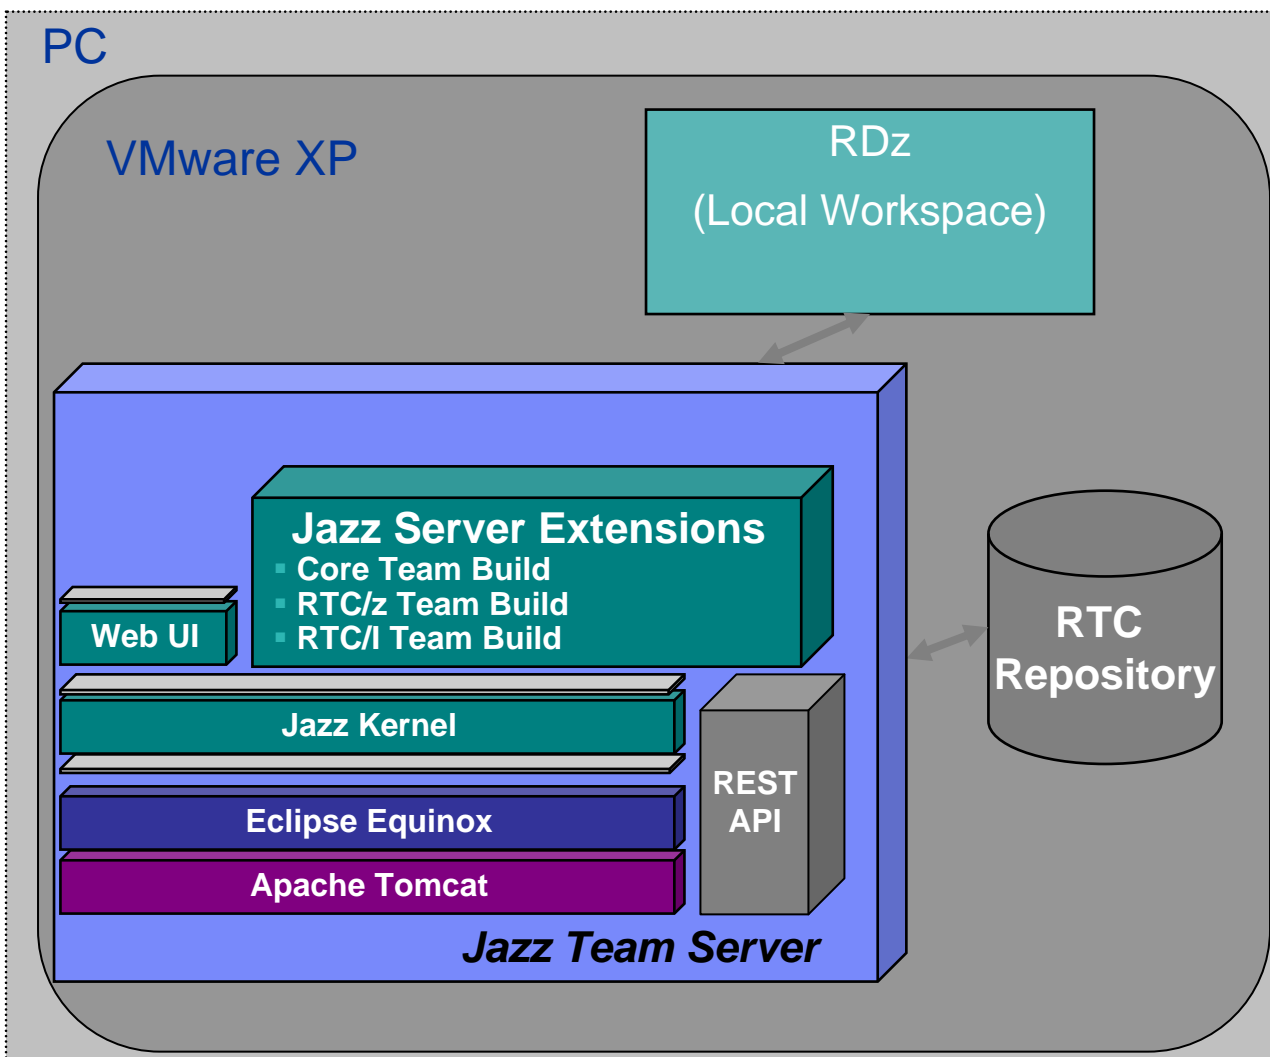 PC
VMware XP
RDz
(Local Workspace)
Jazz Server Extensions
▪ Core Team Build
▪ RTC/z Team Build
▪ RTC/I Team Build
Web UI
Jazz Kernel
Eclipse Equinox
Apache Tomcat
REST
API
Jazz Team Server
RTC
Repository